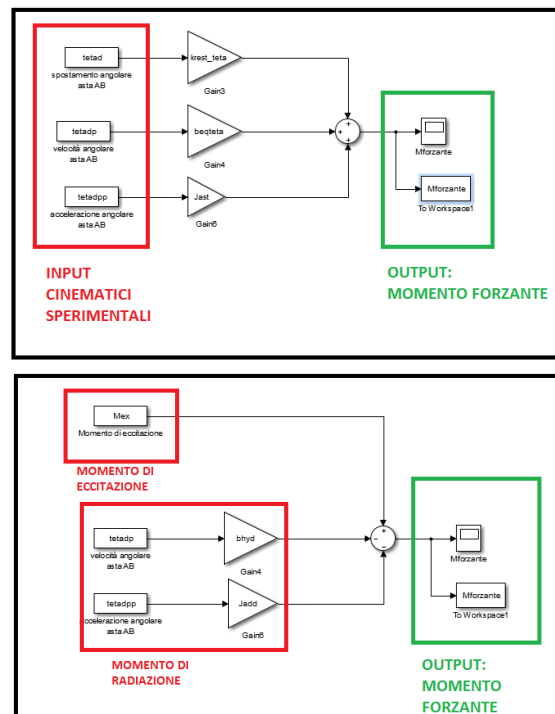 tetad
spostamento angolare
asta AB
krest_teta
Gain3
tetadp
velocità angolare
asta AB
beqteta
Gain4
tetadpp
accelerazione angolare
asta AB
Jast
Gain6
+
+
+
Mforzante
Mforzante
To Workspace1
INPUT
CINEMATICI
SPERIMENTALI
OUTPUT:
MOMENTO FORZANTE
Mex
Momento di eccitazione
MOMENTO DI
ECCITAZIONE
tetadp
velocità angolare
asta AB
bhyd
Gain4
tetadpp
accelerazione angolare
asta AB
Jadd
Gain6
+
−
−
Mforzante
Mforzante
To Workspace1
MOMENTO DI
RADIAZIONE
OUTPUT:
MOMENTO
FORZANTE